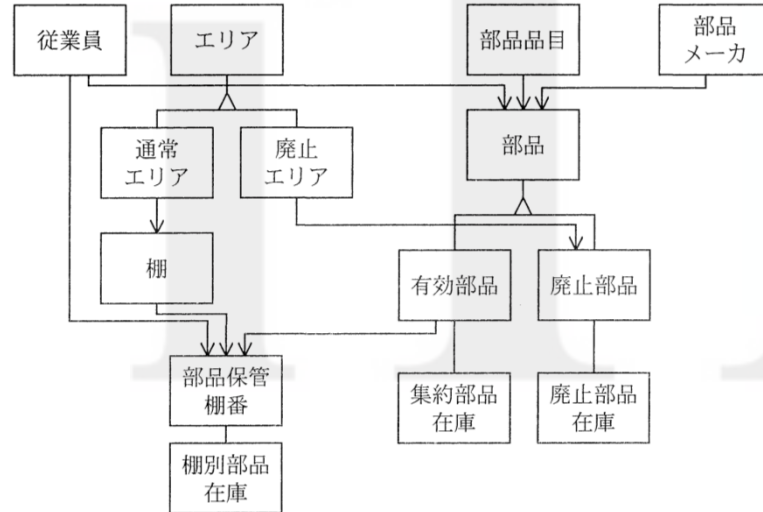 従業員
エリア
部品品目
部品
メーカ
通常
エリア
廃止
エリア
部品
棚
有効部品
廃止部品
部品保管
棚番
集約部品
在庫
廃止部品
在庫
棚別部品
在庫